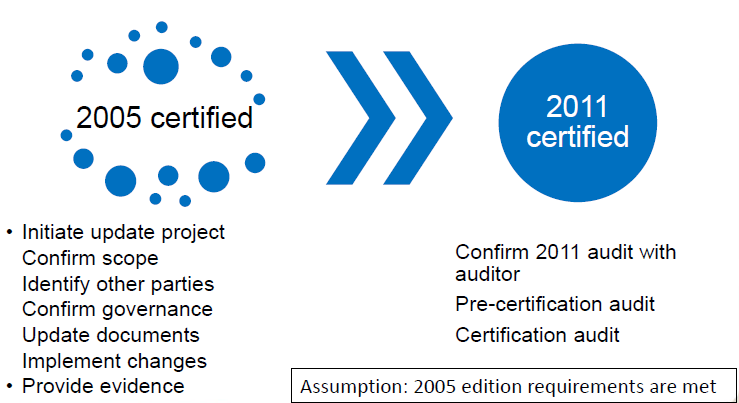 2005 certified
2011
certified
• Initiate update project
Confirm scope
Identify other parties
Confirm governance
Update documents
Implement changes
• Provide evidence
Confirm 2011 audit with
auditor
Pre-certification audit
Certification audit
Assumption: 2005 edition requirements are met